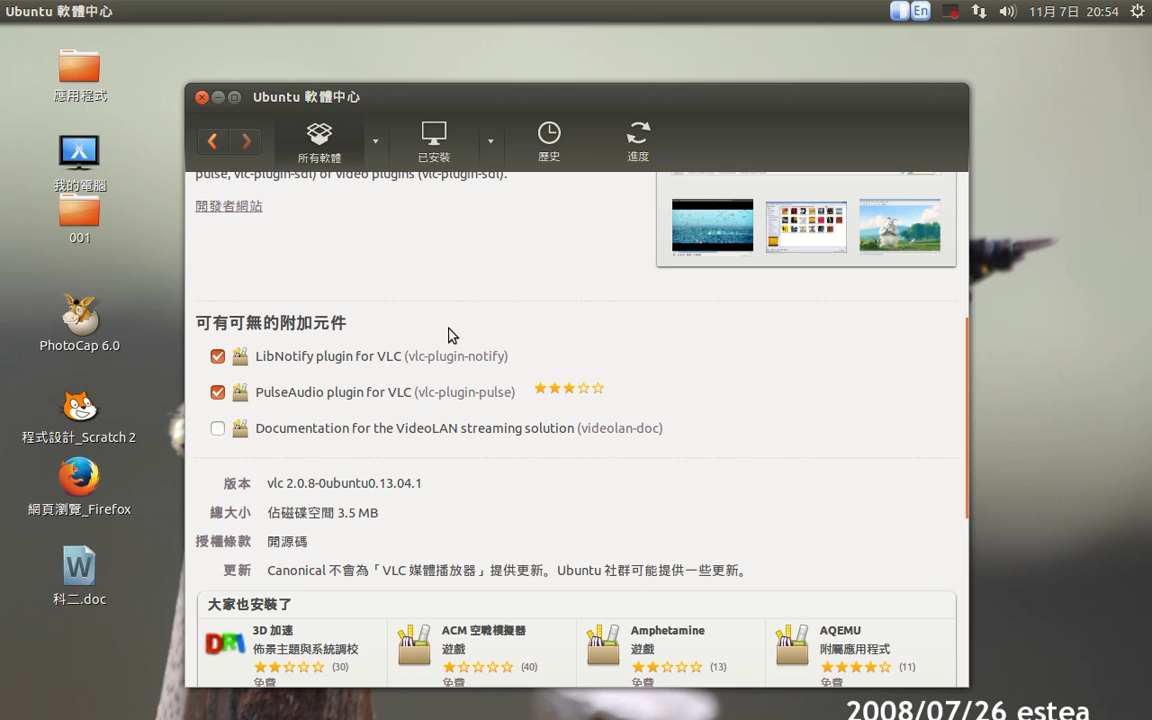 Ubuntu 軟體中心
En
11月 7日 20:54
應用程式
我的電腦
001
PhotoCap 6.0
程式設計_Scratch 2
網頁瀏覽_Firefox
科二.doc
Ubuntu 軟體中心
所有軟體
已安裝
歷史
進度
pulse, vlc-plugin-sdl) or video plugins (vlc-plugin-sdl).
開發者網站
可有可無的附加元件
LibNotify plugin for VLC (vlc-plugin-notify)
PulseAudio plugin for VLC (vlc-plugin-pulse)
Documentation for the VideoLAN streaming solution (videolan-doc)
版本 vlc 2.0.8-0ubuntu0.13.04.1
總大小 佔磁碟空間 3.5 MB
授權條款 開源碼
更新 Canonical 不會為「VLC 媒體播放器」提供更新。Ubuntu 社群可能提供一些更新。
大家也安裝了
3D 加速
佈景主題與系統調校
(30)
免費
ACM 空戰模擬器
遊戲
(40)
免費
Amphetamine
遊戲
(13)
免費
AQEMU
附屬應用程式
(11)
免費
2008/07/26 estea